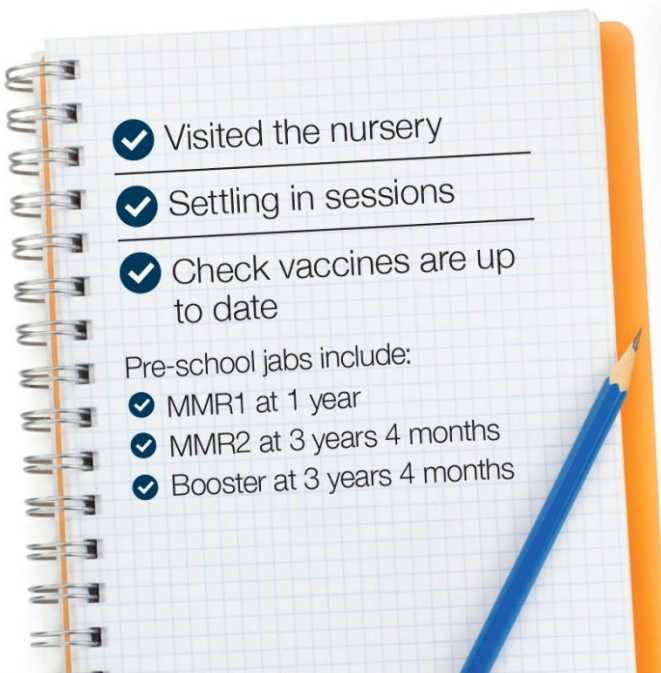 Visited the nursery
Settling in sessions
Check vaccines are up
to date
Pre-school jabs include:
MMR1 at 1 year
MMR2 at 3 years 4 months
Booster at 3 years 4 months